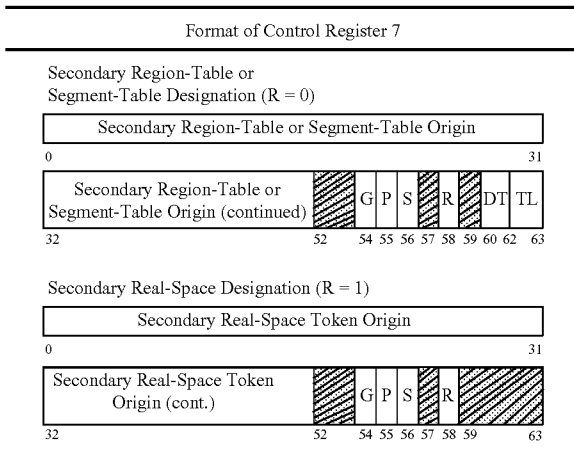 Format of Control Register 7
Secondary Region-Table or
Segment-Table Designation (R = 0)
Secondary Region-Table or Segment-Table Origin
0 31
Secondary Region-Table or
Segment-Table Origin (continued)
G P S R DT TL
32 52 54 55 56 57 58 59 60 62 63
Secondary Real-Space Designation (R = 1)
Secondary Real-Space Token Origin
0 31
Secondary Real-Space Token
Origin (cont.)
G P S R
32 52 54 55 56 57 58 59 63